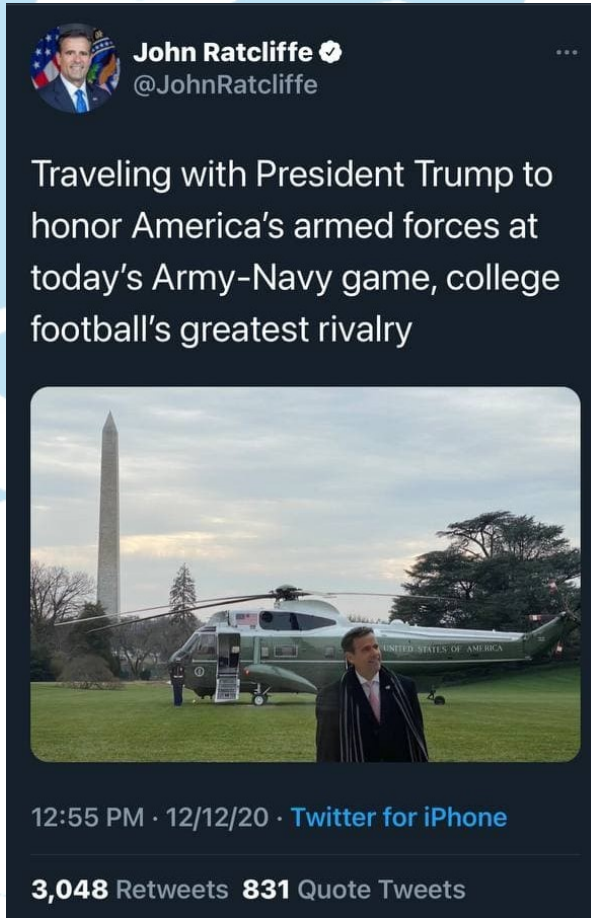 John Ratcliffe
@JohnRatcliffe
Traveling with President Trump to
honor America's armed forces at
today's Army-Navy game, college
football's greatest rivalry
UNITED STATES OF AMERICA
12:55 PM · 12/12/20 · Twitter for iPhone
3,048 Retweets 831 Quote Tweets